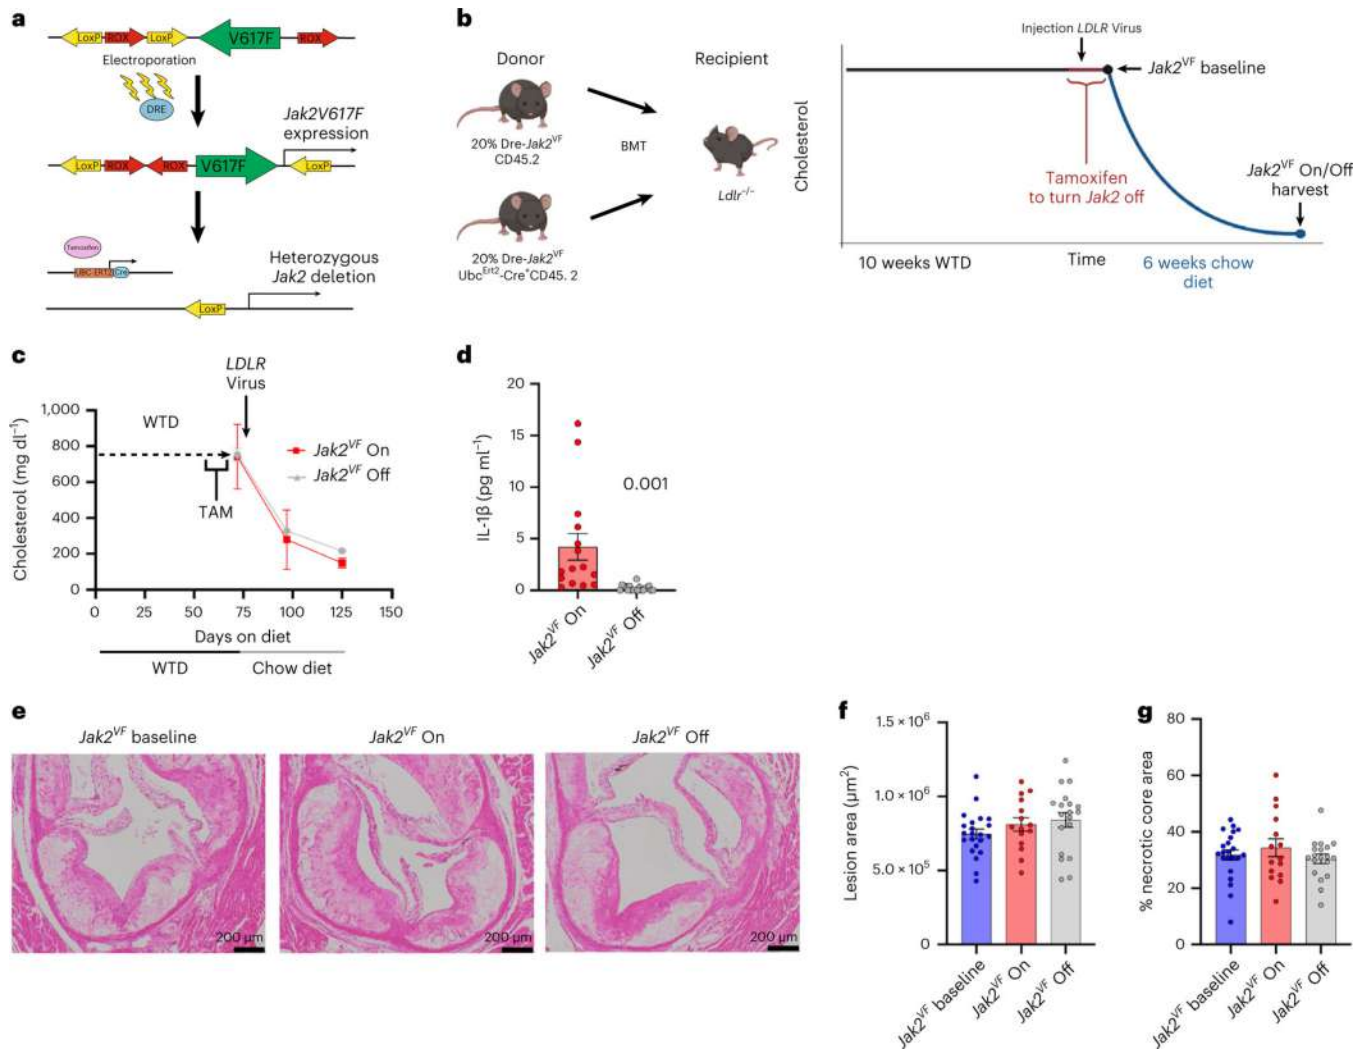 a
LoxP ROX LoxP V617F ROX
Electroporation
DRE
Jak2V617F
expression
LoxP ROX ROX V617F LoxP
Tamoxifen
UBC-ERT2 Cre
Heterozygous
Jak2 deletion
LoxP
b
Donor
Recipient
20% Dre-Jak2VF
CD45.2
BMT
Ldlr−/−
20% Dre-Jak2VF
UbcErt2-Cre+CD45. 2
Injection LDLR Virus
Jak2VF baseline
Cholesterol
Tamoxifen
to turn Jak2 off
Jak2VF On/Off
harvest
10 weeks WTD
Time
6 weeks chow
diet
c
LDLR
Virus
WTD
Jak2VF On
Jak2VF Off
TAM
Cholesterol (mg dl−1)
1,000
800
600
400
200
0
0 25 50 75 100 125 150
Days on diet
WTD Chow diet
d
IL-1β (pg ml−1)
20
15
10
5
0
0.001
Jak2VF On
Jak2VF Off
e
Jak2VF baseline
Jak2VF On
Jak2VF Off
200 μm
200 μm
200 μm
f
Lesion area (μm2)
1.5 × 106
1.0 × 106
5.0 × 105
0
Jak2VF baseline
Jak2VF On
Jak2VF Off
g
% necrotic core area
80
60
40
20
0
Jak2VF baseline
Jak2VF On
Jak2VF Off